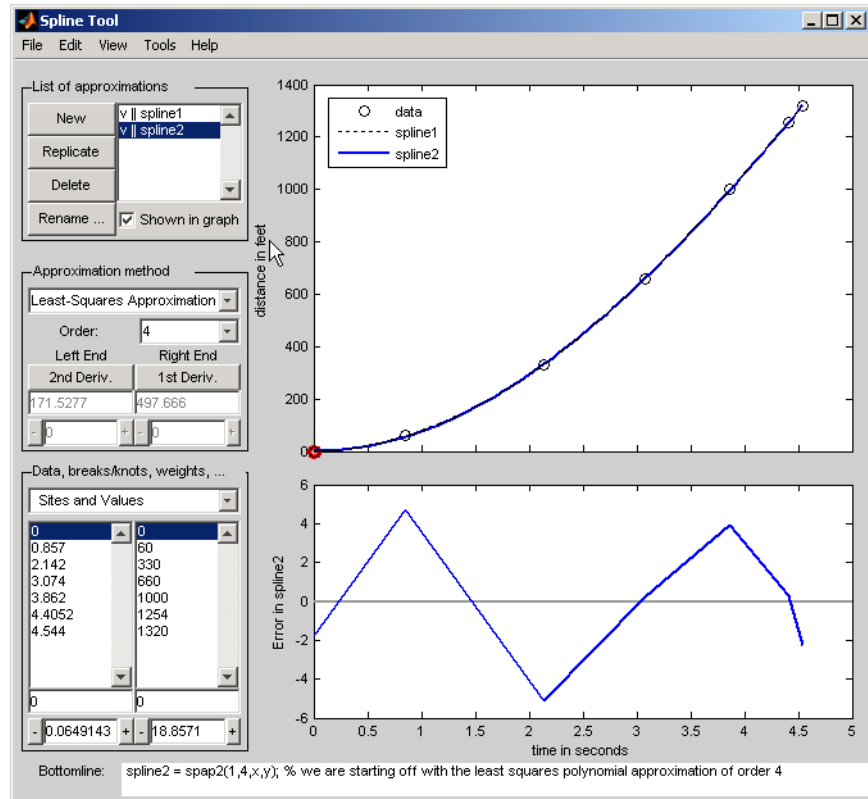 Spline Tool
File Edit View Tools Help
List of approximations
New
Replicate
Delete
Rename ...
v || spline1
v || spline2
Shown in graph
Approximation method
Least-Squares Approximation
Order: 4
Left End Right End
2nd Deriv. 1st Deriv.
171.5277 497.666
- 0 + - 0 +
Data, breaks/knots, weights, ...
Sites and Values
0 0
0.857 60
2.142 330
3.074 660
3.862 1000
4.4052 1254
4.544 1320
0 0
- 0.0649143 + - 18.8571 +
1400
1200
1000
800
600
400
200
0
distance in feet
data
spline1
spline2
6
4
2
0
-2
-4
-6
Error in spline2
0 0.5 1 1.5 2 2.5 3 3.5 4 4.5 5
time in seconds
Bottomline: spline2 = spap2(1,4,x,y); % we are starting off with the least squares polynomial approximation of order 4